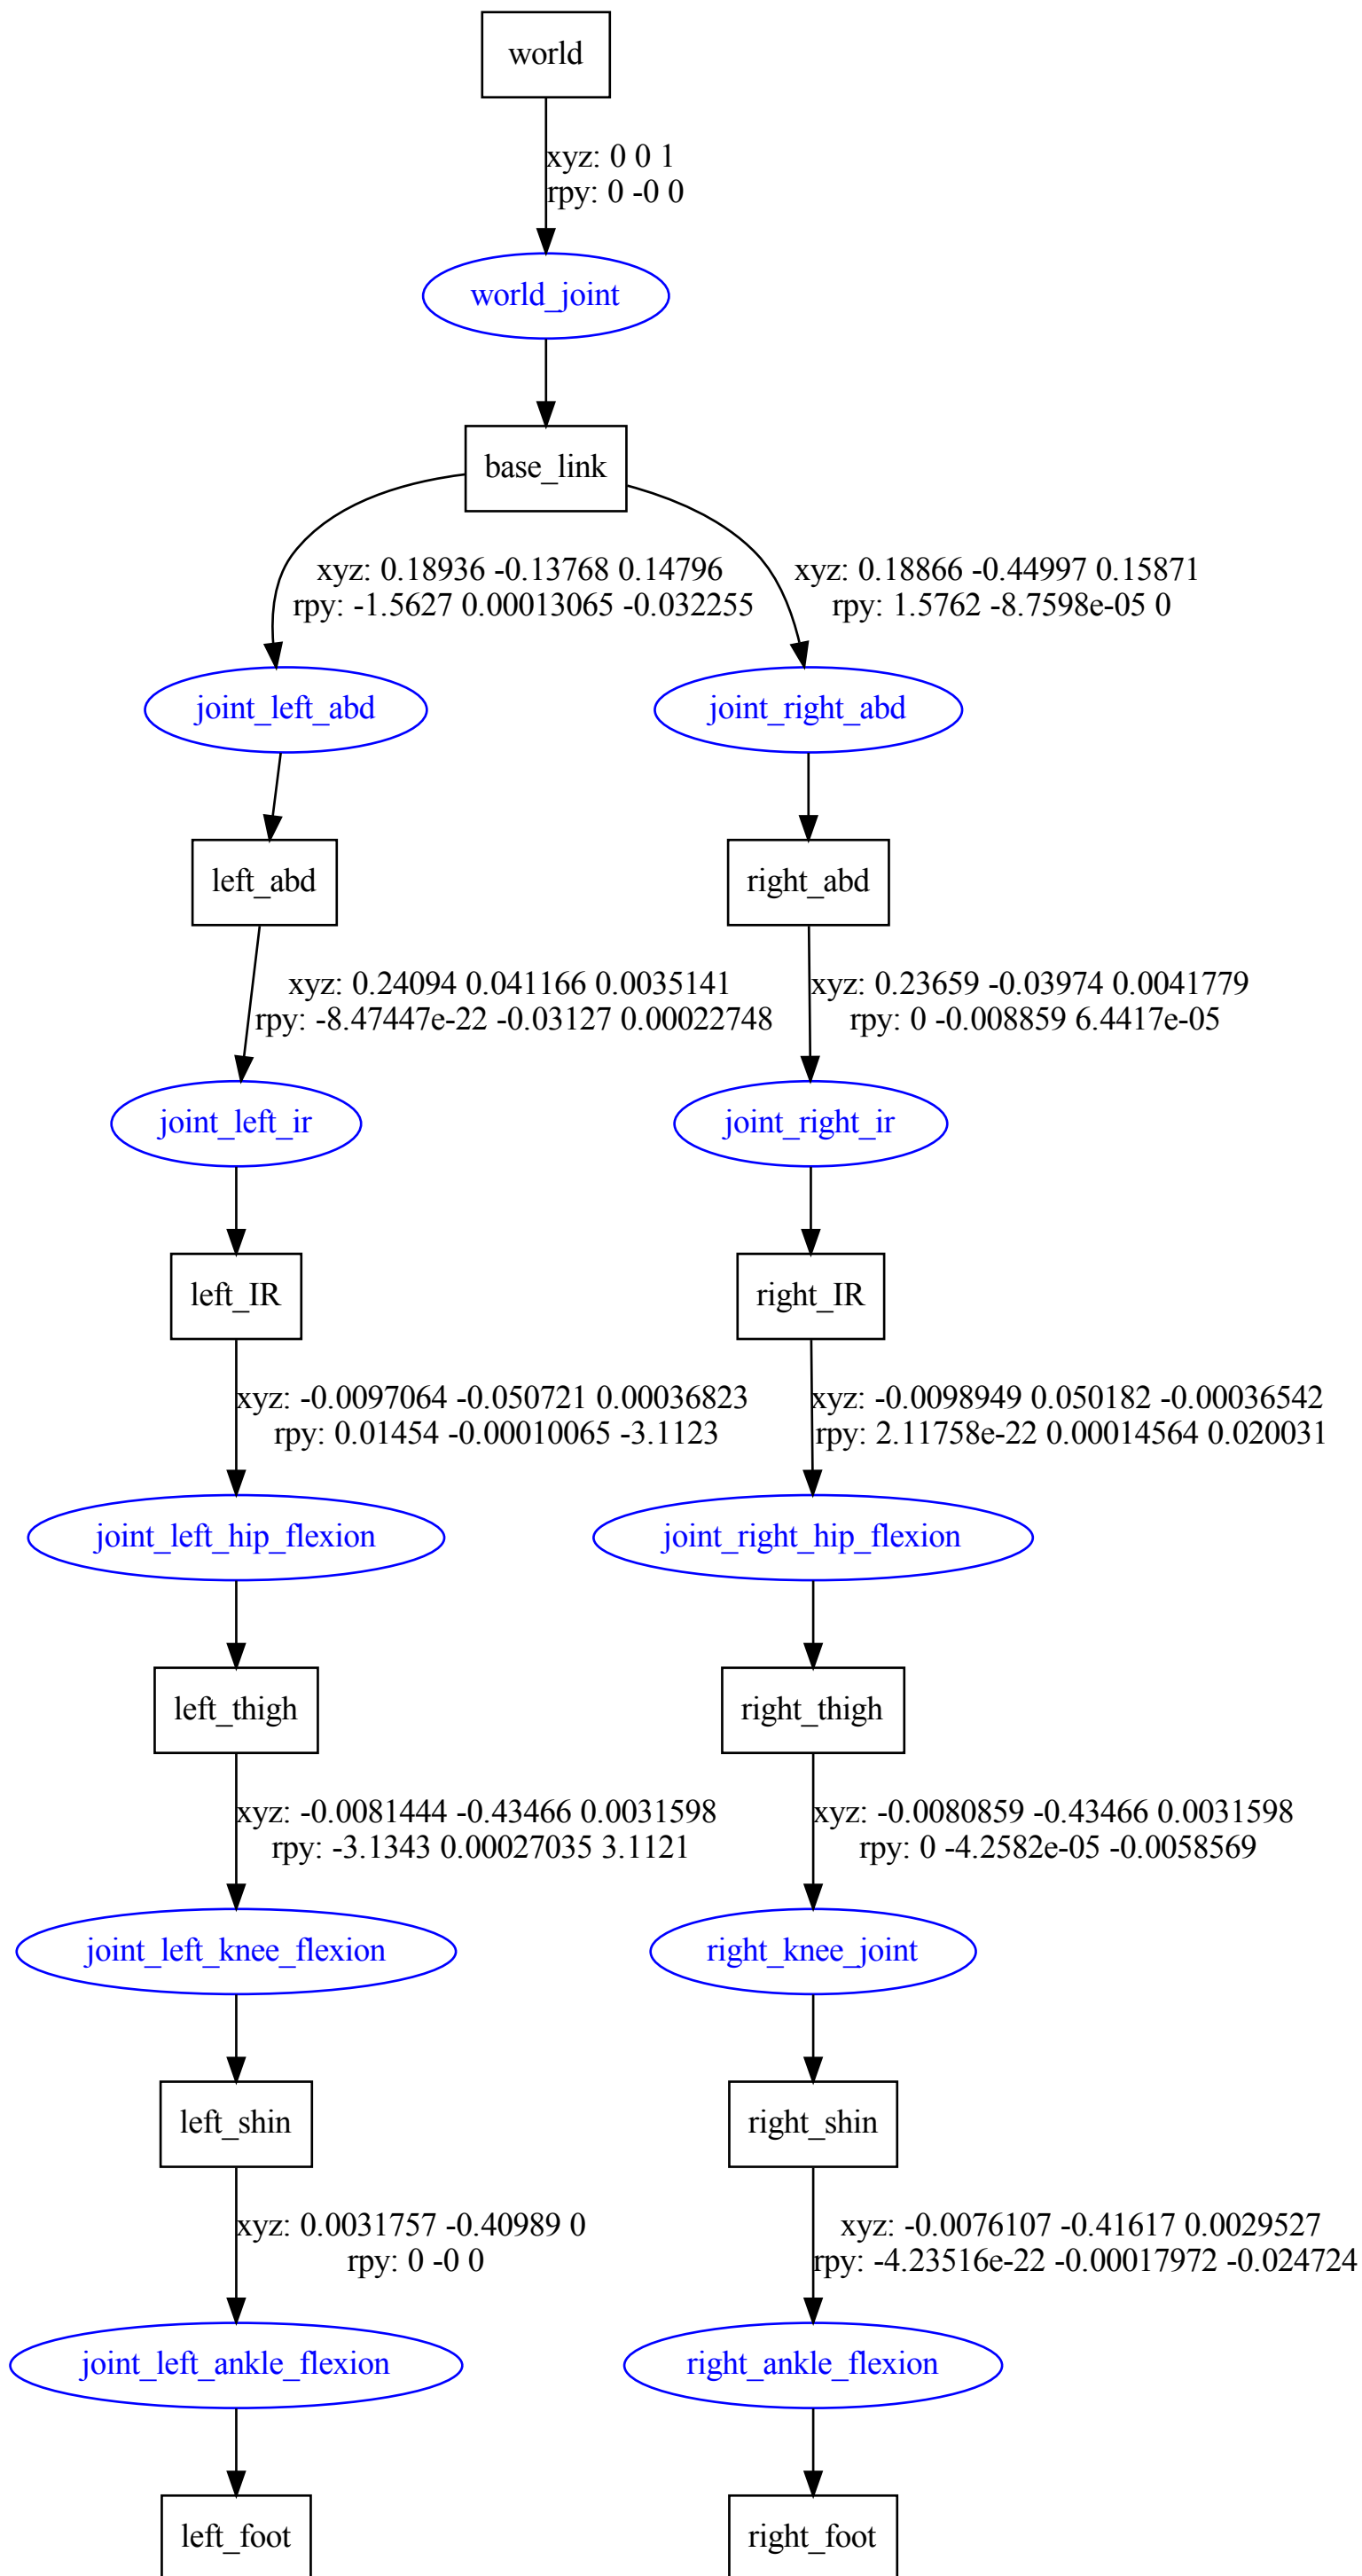 world
xyz: 0 0 1
rpy: 0 -0 0
world_joint
base_link
xyz: 0.18936 -0.13768 0.14796
rpy: -1.5627 0.00013065 -0.032255
xyz: 0.18866 -0.44997 0.15871
rpy: 1.5762 -8.7598e-05 0
joint_left_abd
joint_right_abd
left_abd
right_abd
xyz: 0.24094 0.041166 0.0035141
rpy: -8.47447e-22 -0.03127 0.00022748
xyz: 0.23659 -0.03974 0.0041779
rpy: 0 -0.008859 6.4417e-05
joint_left_ir
joint_right_ir
left_IR
right_IR
xyz: -0.0097064 -0.050721 0.00036823
rpy: 0.01454 -0.00010065 -3.1123
xyz: -0.0098949 0.050182 -0.00036542
rpy: 2.11758e-22 0.00014564 0.020031
joint_left_hip_flexion
joint_right_hip_flexion
left_thigh
right_thigh
xyz: -0.0081444 -0.43466 0.0031598
rpy: -3.1343 0.00027035 3.1121
xyz: -0.0080859 -0.43466 0.0031598
rpy: 0 -4.2582e-05 -0.0058569
joint_left_knee_flexion
right_knee_joint
left_shin
right_shin
xyz: 0.0031757 -0.40989 0
rpy: 0 -0 0
xyz: -0.0076107 -0.41617 0.0029527
rpy: -4.23516e-22 -0.00017972 -0.024724
joint_left_ankle_flexion
right_ankle_flexion
left_foot
right_foot